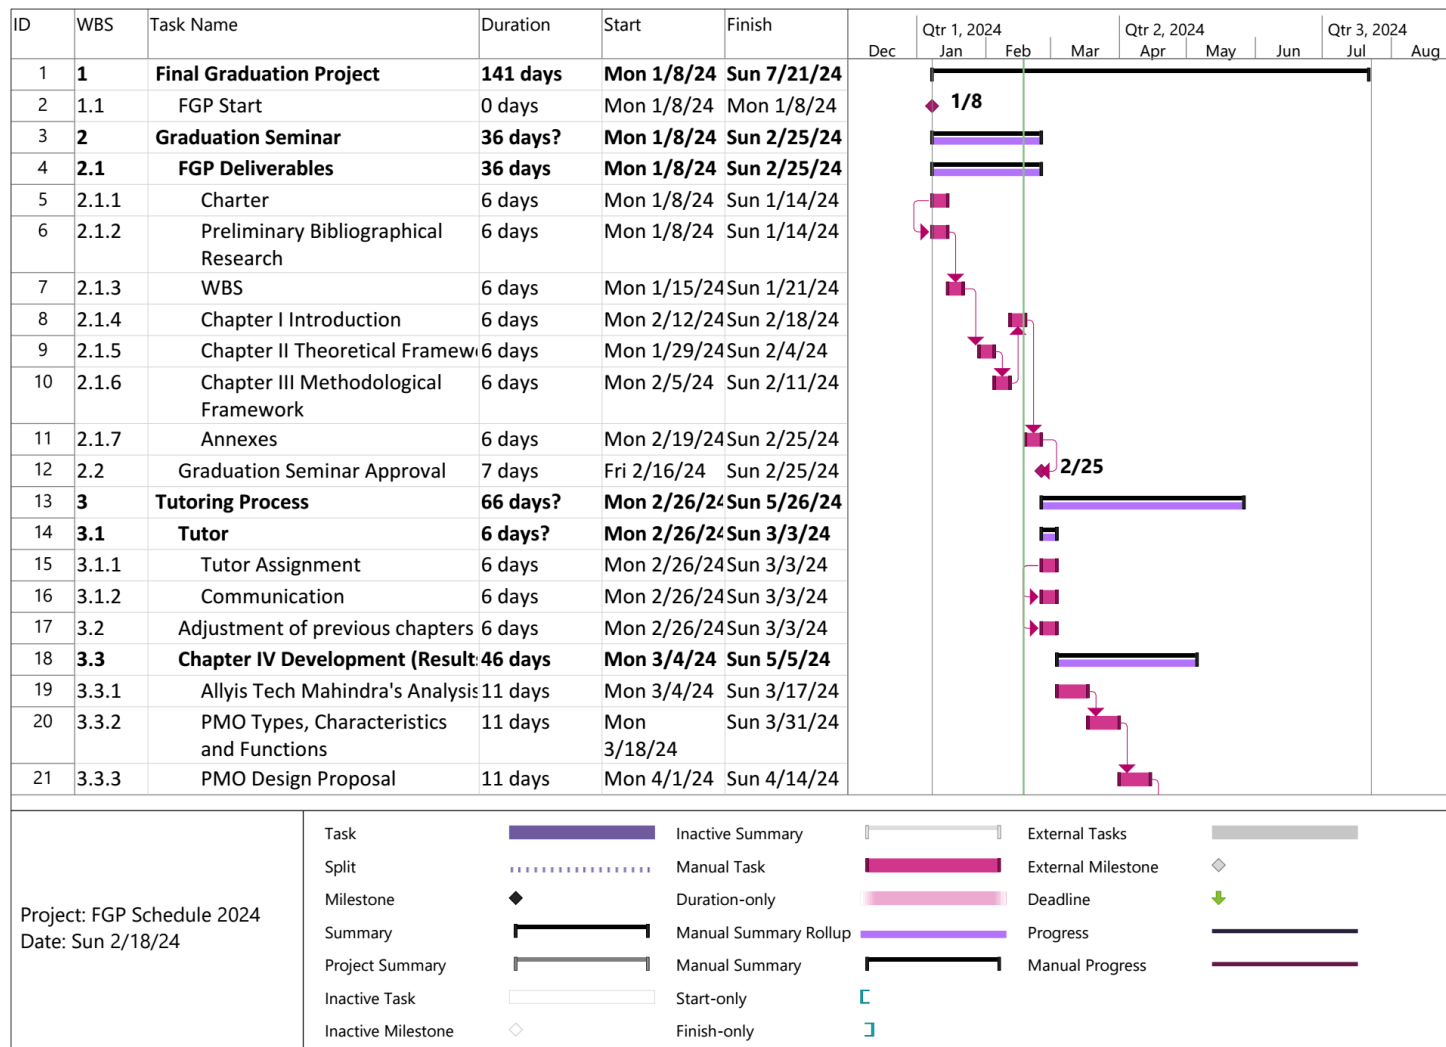 ID WBS Task Name Duration Start Finish
Qtr 1, 2024 Qtr 2, 2024 Qtr 3, 2024
Dec Jan Feb Mar Apr May Jun Jul Aug
1 1 Final Graduation Project 141 days Mon 1/8/24 Sun 7/21/24
2 1.1 FGP Start 0 days Mon 1/8/24 Mon 1/8/24 1/8
3 2 Graduation Seminar 36 days? Mon 1/8/24 Sun 2/25/24
4 2.1 FGP Deliverables 36 days Mon 1/8/24 Sun 2/25/24
5 2.1.1 Charter 6 days Mon 1/8/24 Sun 1/14/24
6 2.1.2 Preliminary Bibliographical 6 days Mon 1/8/24 Sun 1/14/24
Research
7 2.1.3 WBS 6 days Mon 1/15/24 Sun 1/21/24
8 2.1.4 Chapter I Introduction 6 days Mon 2/12/24 Sun 2/18/24
9 2.1.5 Chapter II Theoretical Framew 6 days Mon 1/29/24 Sun 2/4/24
10 2.1.6 Chapter III Methodological 6 days Mon 2/5/24 Sun 2/11/24
Framework
11 2.1.7 Annexes 6 days Mon 2/19/24 Sun 2/25/24
12 2.2 Graduation Seminar Approval 7 days Fri 2/16/24 Sun 2/25/24 2/25
13 3 Tutoring Process 66 days? Mon 2/26/24 Sun 5/26/24
14 3.1 Tutor 6 days? Mon 2/26/24 Sun 3/3/24
15 3.1.1 Tutor Assignment 6 days Mon 2/26/24 Sun 3/3/24
16 3.1.2 Communication 6 days Mon 2/26/24 Sun 3/3/24
17 3.2 Adjustment of previous chapters 6 days Mon 2/26/24 Sun 3/3/24
18 3.3 Chapter IV Development (Results 46 days Mon 3/4/24 Sun 5/5/24
19 3.3.1 Allyis Tech Mahindra's Analysis 11 days Mon 3/4/24 Sun 3/17/24
20 3.3.2 PMO Types, Characteristics 11 days Mon Sun 3/31/24
and Functions 3/18/24
21 3.3.3 PMO Design Proposal 11 days Mon 4/1/24 Sun 4/14/24
Project: FGP Schedule 2024
Date: Sun 2/18/24
Task
Split
Milestone
Summary
Project Summary
Inactive Task
Inactive Milestone
Inactive Summary
Manual Task
Duration-only
Manual Summary Rollup
Manual Summary
Start-only
Finish-only
External Tasks
External Milestone
Deadline
Progress
Manual Progress